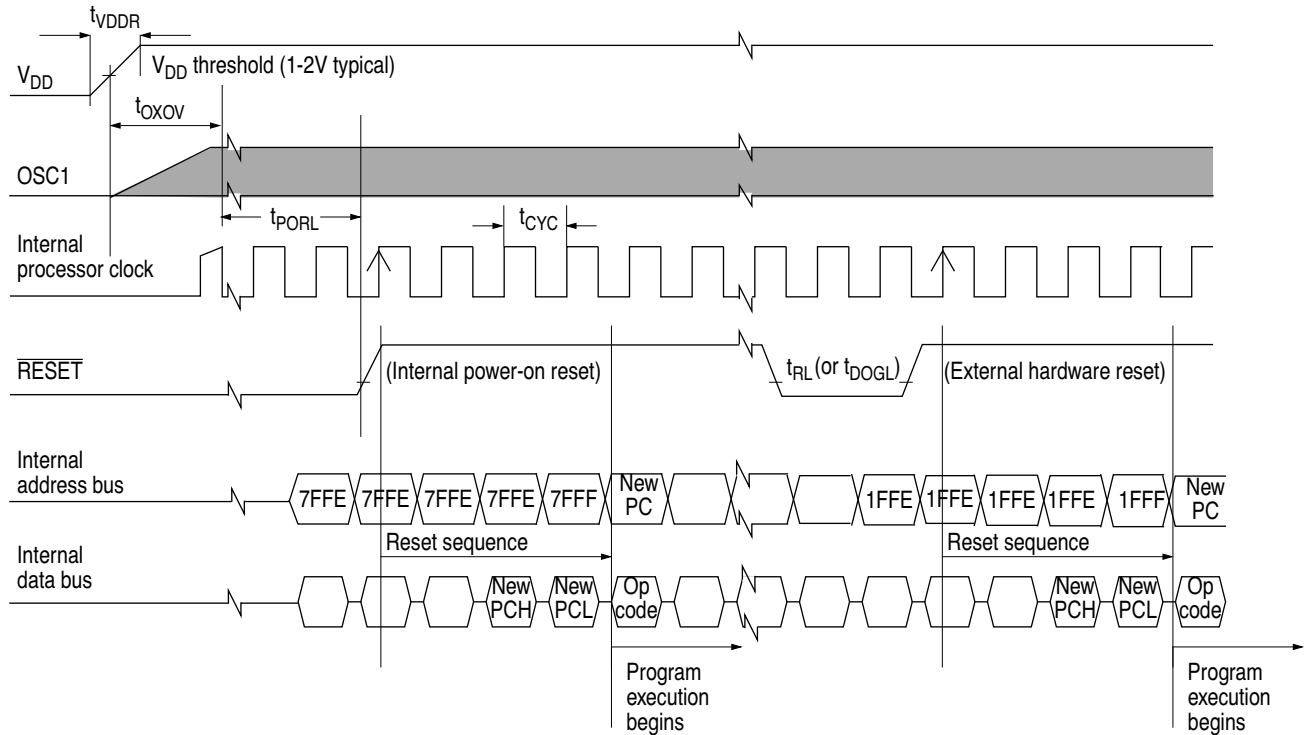 tVDDR
VDD
VDD threshold (1-2V typical)
tOXOV
OSC1
tPORL
tCYC
Internal
processor clock
RESET
(Internal power-on reset)
tRL (or tDOGL)
(External hardware reset)
Internal
address bus
7FFE
7FFE
7FFE
7FFE
7FFF
New
PC
1FFE
1FFE
1FFE
1FFE
1FFF
New
PC
Reset sequence
Reset sequence
Internal
data bus
New
PCH
New
PCL
Op
code
New
PCH
New
PCL
Op
code
Program
execution
begins
Program
execution
begins